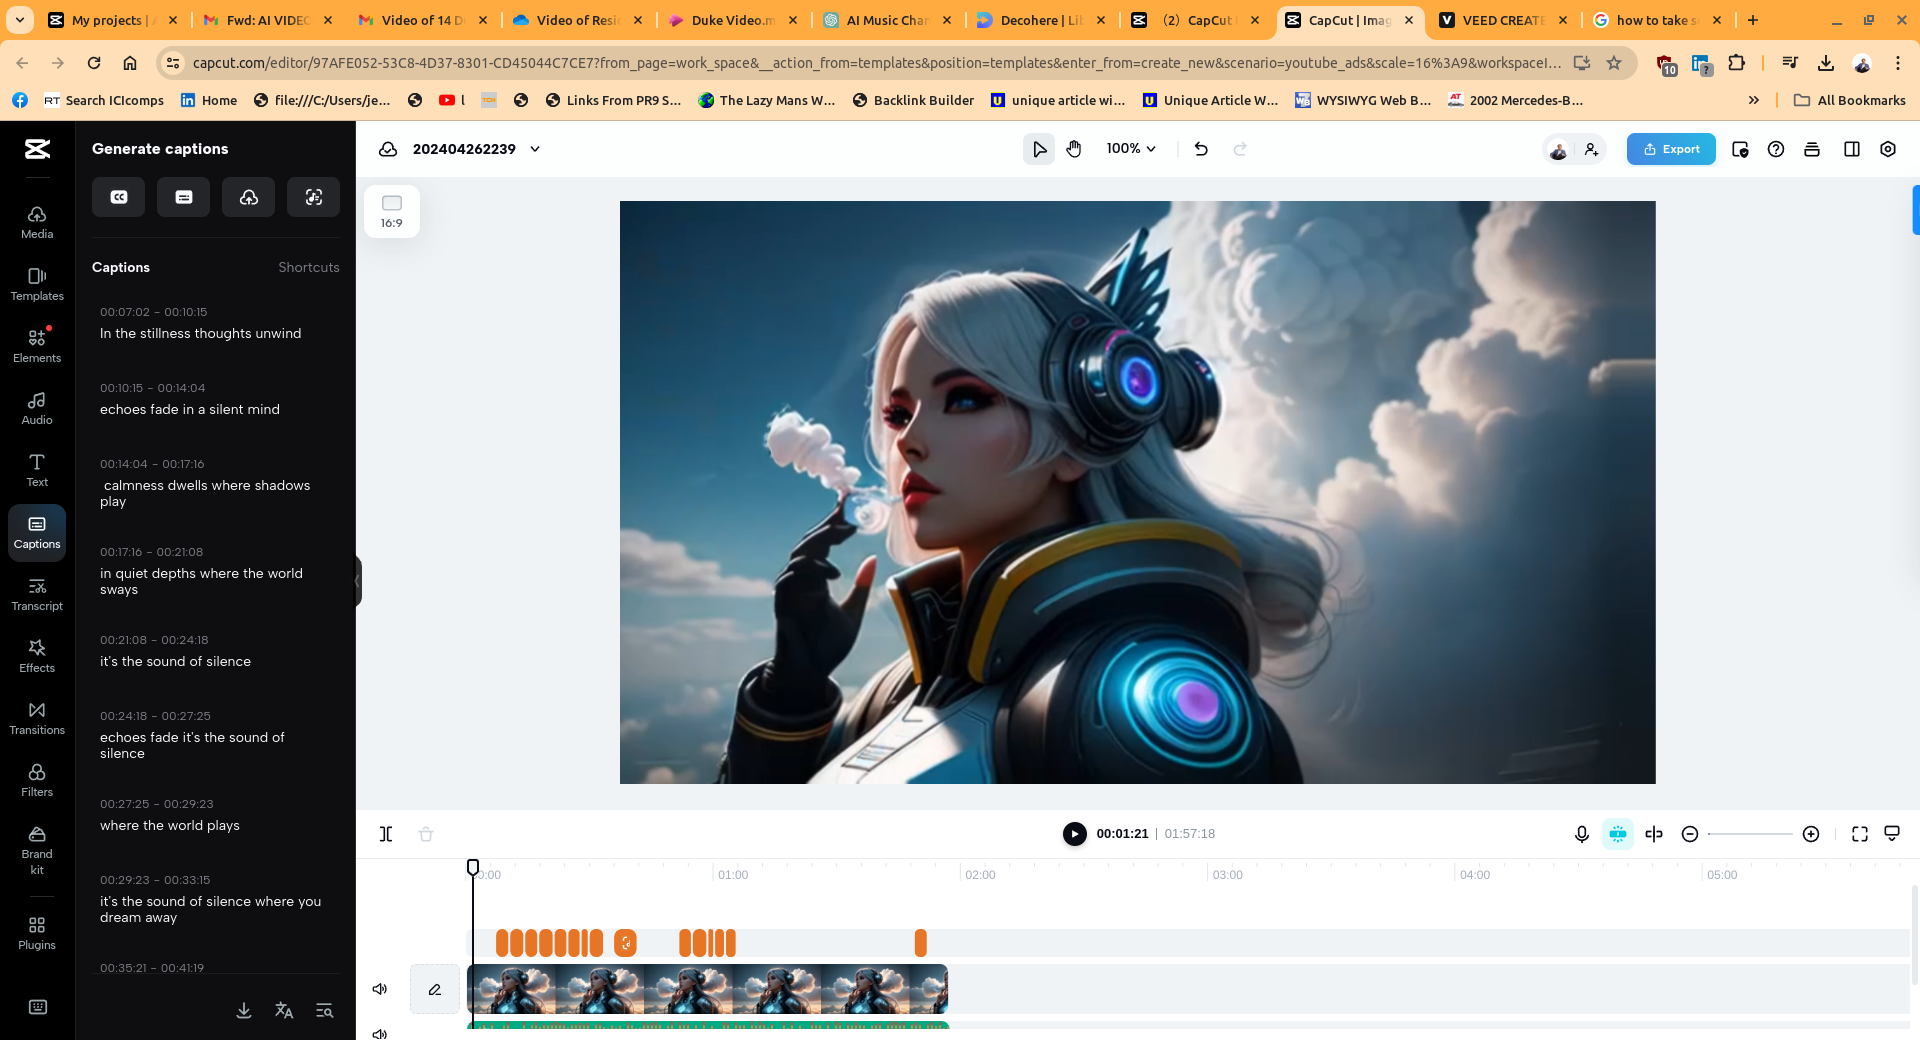 My projects |
Fwd: AI VIDEO
Video of 14 D
Video of Resi
Duke Video.m
AI Music Chan
Decohere | Li
(2) CapCut
CapCut | Imag
VEED CREATE
how to take s
capcut.com/editor/97AFE052-53C8-4D37-8301-CD45044C7CE7?from_page=work_space&__action_from=templates&position=templates&enter_from=create_new&scenario=youtube_ads&scale=16%3A9&workspaceI...
10
?
RT Search ICIcomps
Home
file:///C:/Users/je...
l
Links From PR9 S...
The Lazy Mans W...
Backlink Builder
unique article wi...
Unique Article W...
WYSIWYG Web B...
2002 Mercedes-B...
All Bookmarks
Generate captions
202404262239
100%
Export
16:9
Media
Templates
Elements
Audio
Text
Captions
Transcript
Effects
Transitions
Filters
Brand
kit
Plugins
Captions
Shortcuts
00:07:02 – 00:10:15
In the stillness thoughts unwind
00:10:15 – 00:14:04
echoes fade in a silent mind
00:14:04 – 00:17:16
calmness dwells where shadows
play
00:17:16 – 00:21:08
in quiet depths where the world
sways
00:21:08 – 00:24:18
it's the sound of silence
00:24:18 – 00:27:25
echoes fade it's the sound of
silence
00:27:25 – 00:29:23
where the world plays
00:29:23 – 00:33:15
it's the sound of silence where you
dream away
00:35:21 – 00:41:19
00:01:21 | 01:57:18
00:00
01:00
02:00
03:00
04:00
05:00